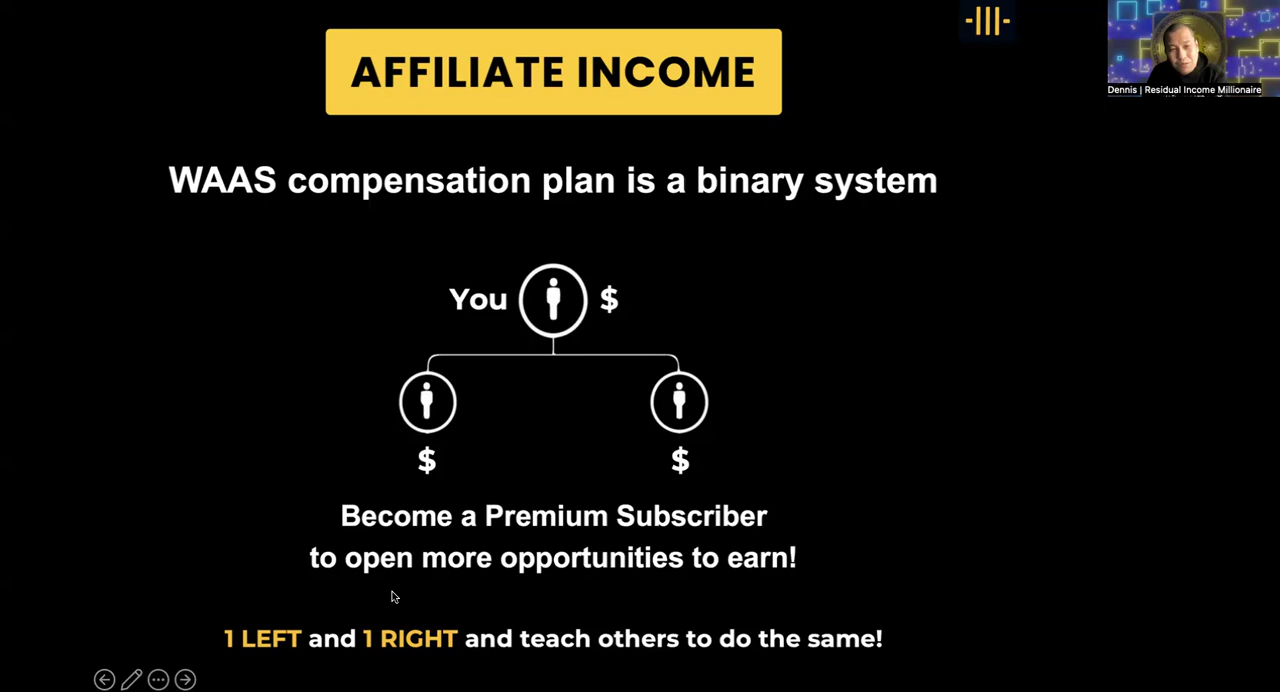 AFFILIATE INCOME
Dennis | Residual Income Millionaire
WAAS compensation plan is a binary system
You $
$ $
Become a Premium Subscriber
to open more opportunities to earn!
1 LEFT and 1 RIGHT and teach others to do the same!